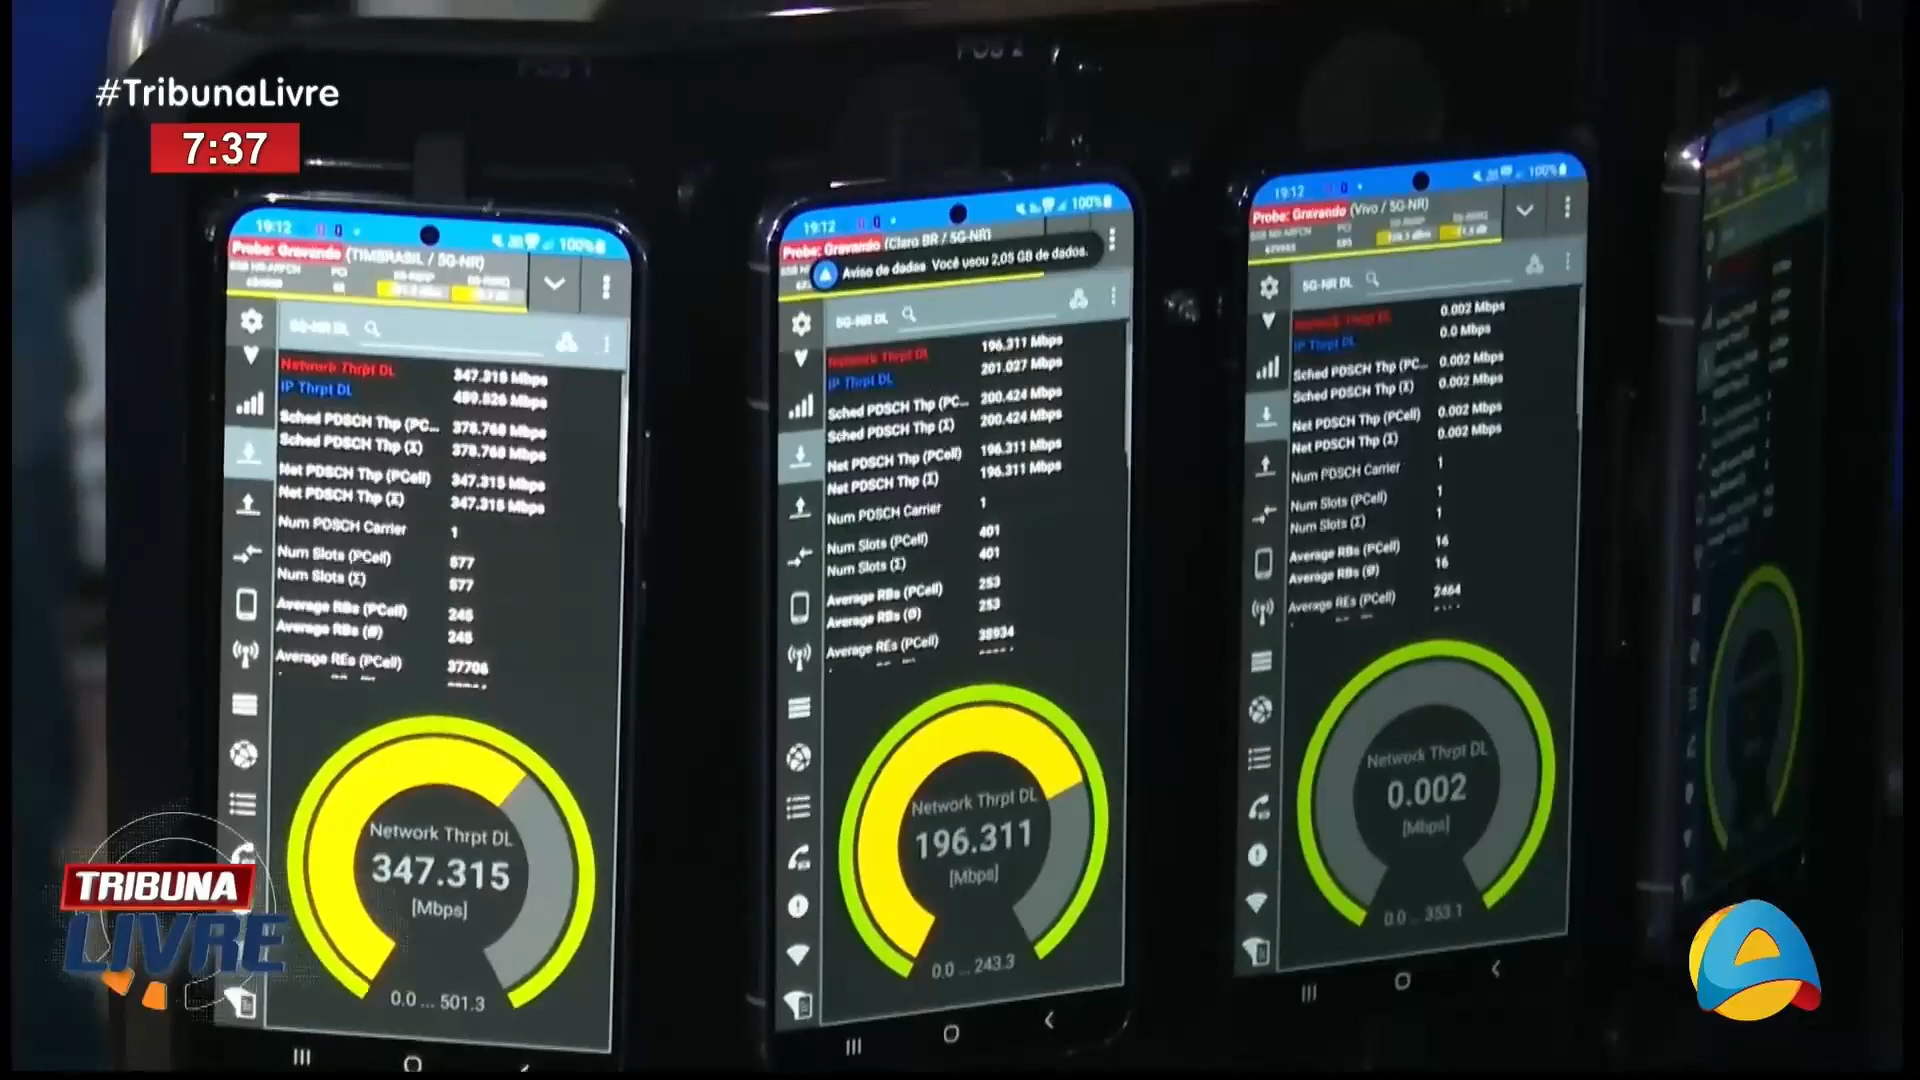 #TribunaLivre
7:37
POS 2
19:12
100%
Probe: Gravando (TIMBRASIL / 5G-NR)
SSB NR-ARFCN
PCI
5G-NR DL
Network Thrpt DL 347.315 Mbps
IP Thrpt DL
Sched PDSCH Thp (PC... 378.768 Mbps
Sched PDSCH Thp (Σ) 378.768 Mbps
Net PDSCH Thp (PCell) 347.315 Mbps
Net PDSCH Thp (Σ) 347.315 Mbps
Num PDSCH Carrier 1
Num Slots (PCell)
Num Slots (Σ)
Average RBs (PCell)
Average RBs (Ø)
Average REs (PCell) 37706
Network Thrpt DL
347.315
[Mbps]
0.0 ... 501.3
19:12
100%
Probe: Gravando (Claro BR / 5G-NR)
Aviso de dados Você usou 2,05 GB de dados.
5G-NR DL
Network Thrpt DL 196.311 Mbps
IP Thrpt DL 201.027 Mbps
Sched PDSCH Thp (PC... 200.424 Mbps
Sched PDSCH Thp (Σ) 200.424 Mbps
Net PDSCH Thp (PCell) 196.311 Mbps
Net PDSCH Thp (Σ) 196.311 Mbps
Num PDSCH Carrier 1
Num Slots (PCell) 401
Num Slots (Σ) 401
Average RBs (PCell) 253
Average RBs (Ø) 253
Average REs (PCell) 38934
Network Thrpt DL
196.311
[Mbps]
0.0 ... 243.3
19:12
100%
Probe: Gravando (Vivo / 5G-NR)
SSB NR-ARFCN
PCI
5G-NR DL
Network Thrpt DL 0.002 Mbps
IP Thrpt DL 0.0 Mbps
Sched PDSCH Thp (PC... 0.002 Mbps
Sched PDSCH Thp (Σ) 0.002 Mbps
Net PDSCH Thp (PCell) 0.002 Mbps
Net PDSCH Thp (Σ) 0.002 Mbps
Num PDSCH Carrier 1
Num Slots (PCell) 1
Num Slots (Σ) 1
Average RBs (PCell) 16
Average RBs (Ø) 16
Average REs (PCell) 2464
Network Thrpt DL
0.002
[Mbps]
0.0 ... 353.1
TRIBUNA
LIVRE